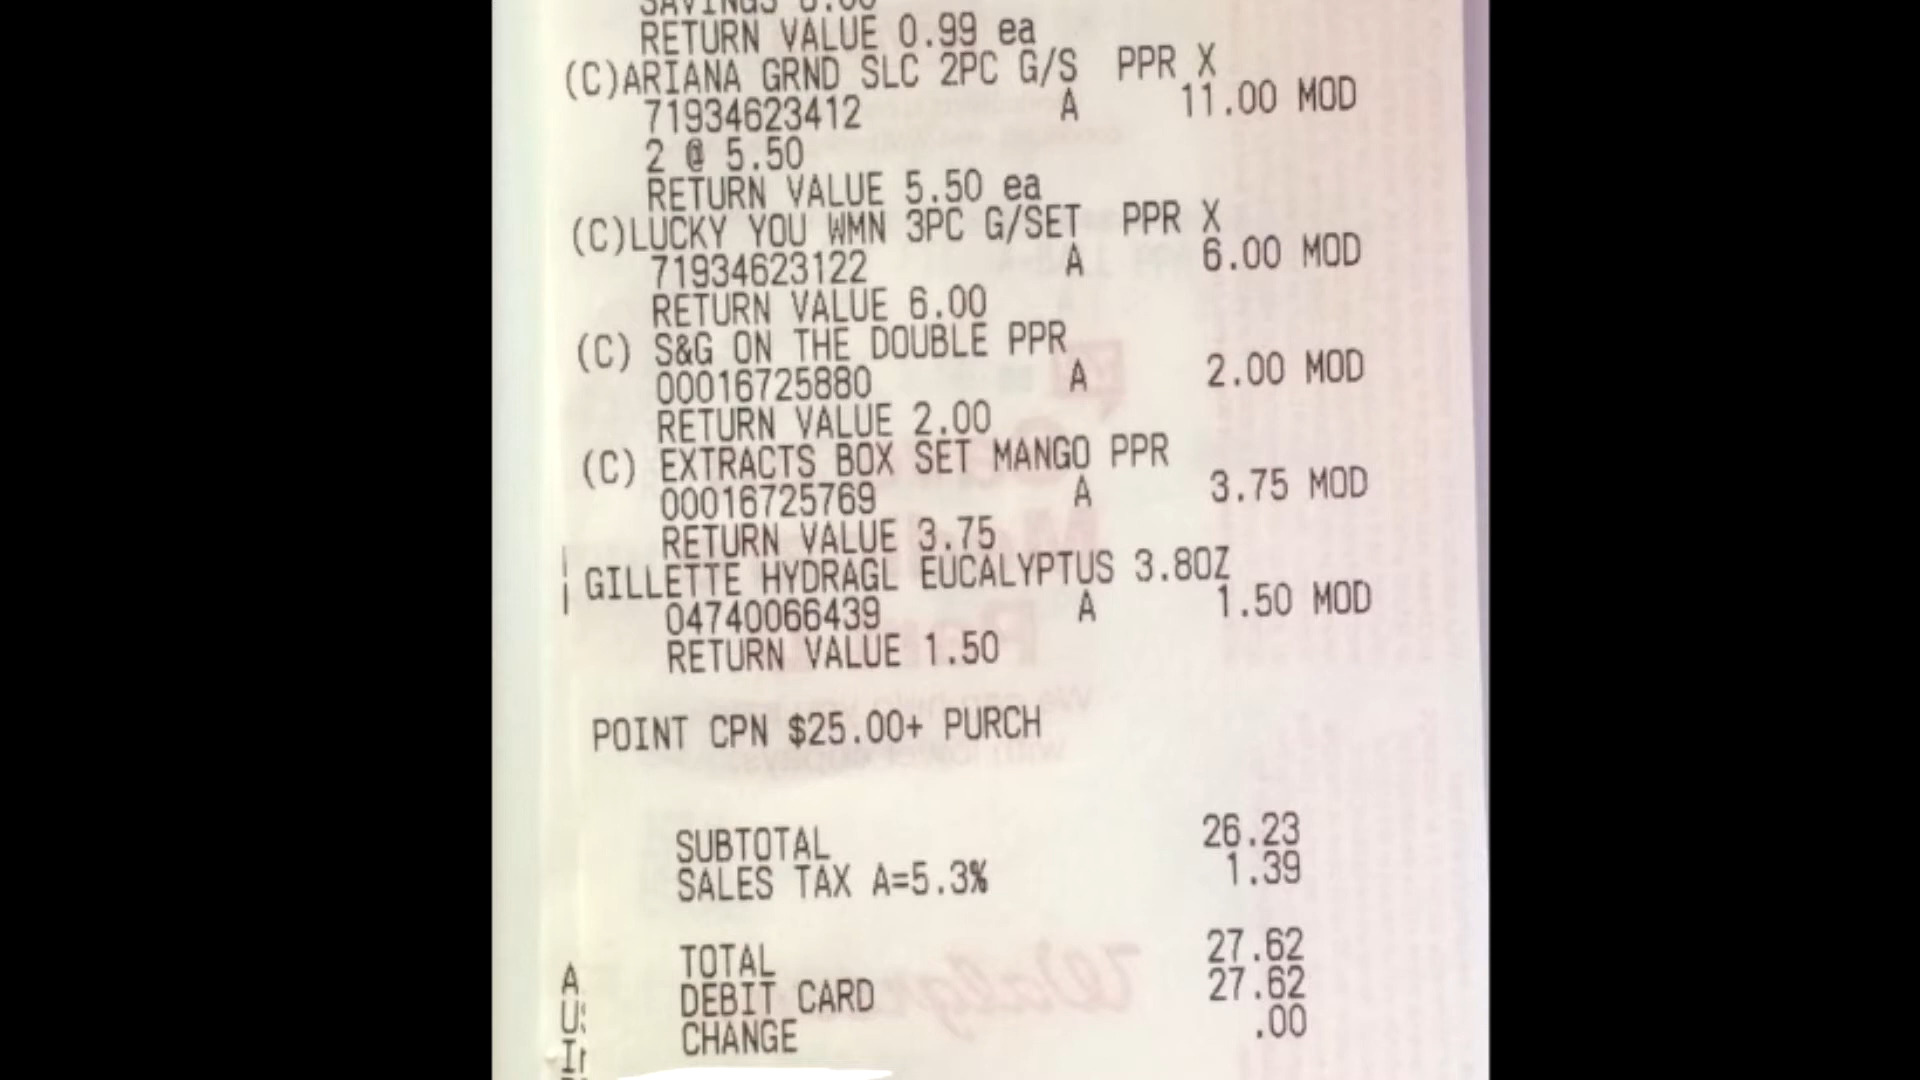 SAVINGS
RETURN VALUE 0.99 ea
(C)ARIANA GRND SLC 2PC G/S PPR X
71934623412 A 11.00 MOD
2 @ 5.50
RETURN VALUE 5.50 ea
(C)LUCKY YOU WMN 3PC G/SET PPR X
71934623122 A 6.00 MOD
RETURN VALUE 6.00
(C) S&G ON THE DOUBLE PPR
00016725880 A 2.00 MOD
RETURN VALUE 2.00
(C) EXTRACTS BOX SET MANGO PPR
00016725769 A 3.75 MOD
RETURN VALUE 3.75
GILLETTE HYDRAGL EUCALYPTUS 3.8OZ
04740066439 A 1.50 MOD
RETURN VALUE 1.50
POINT CPN $25.00+ PURCH
SUBTOTAL 26.23
SALES TAX A=5.3% 1.39
TOTAL 27.62
DEBIT CARD 27.62
CHANGE .00
A